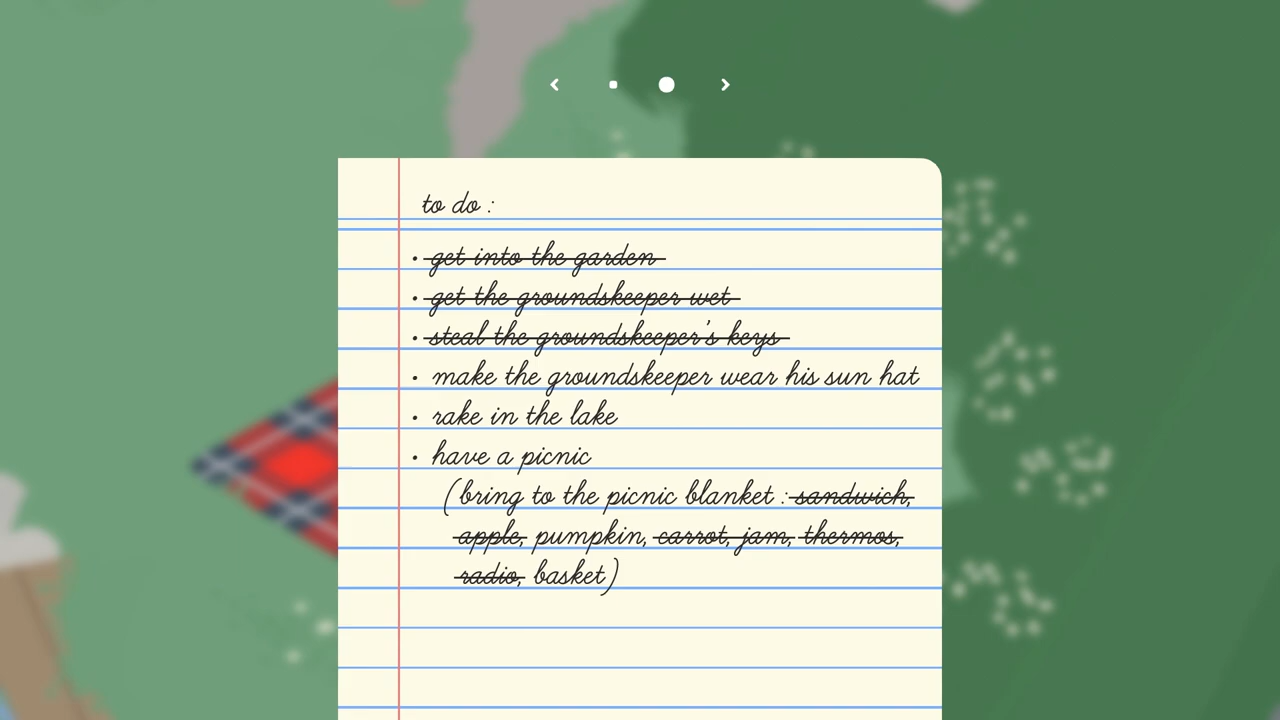 to do :
• get into the garden
• get the groundskeeper wet
• steal the groundskeeper's keys
• make the groundskeeper wear his sun hat
• rake in the lake
• have a picnic
(bring to the picnic blanket : sandwich,
apple, pumpkin, carrot, jam, thermos,
radio, basket)